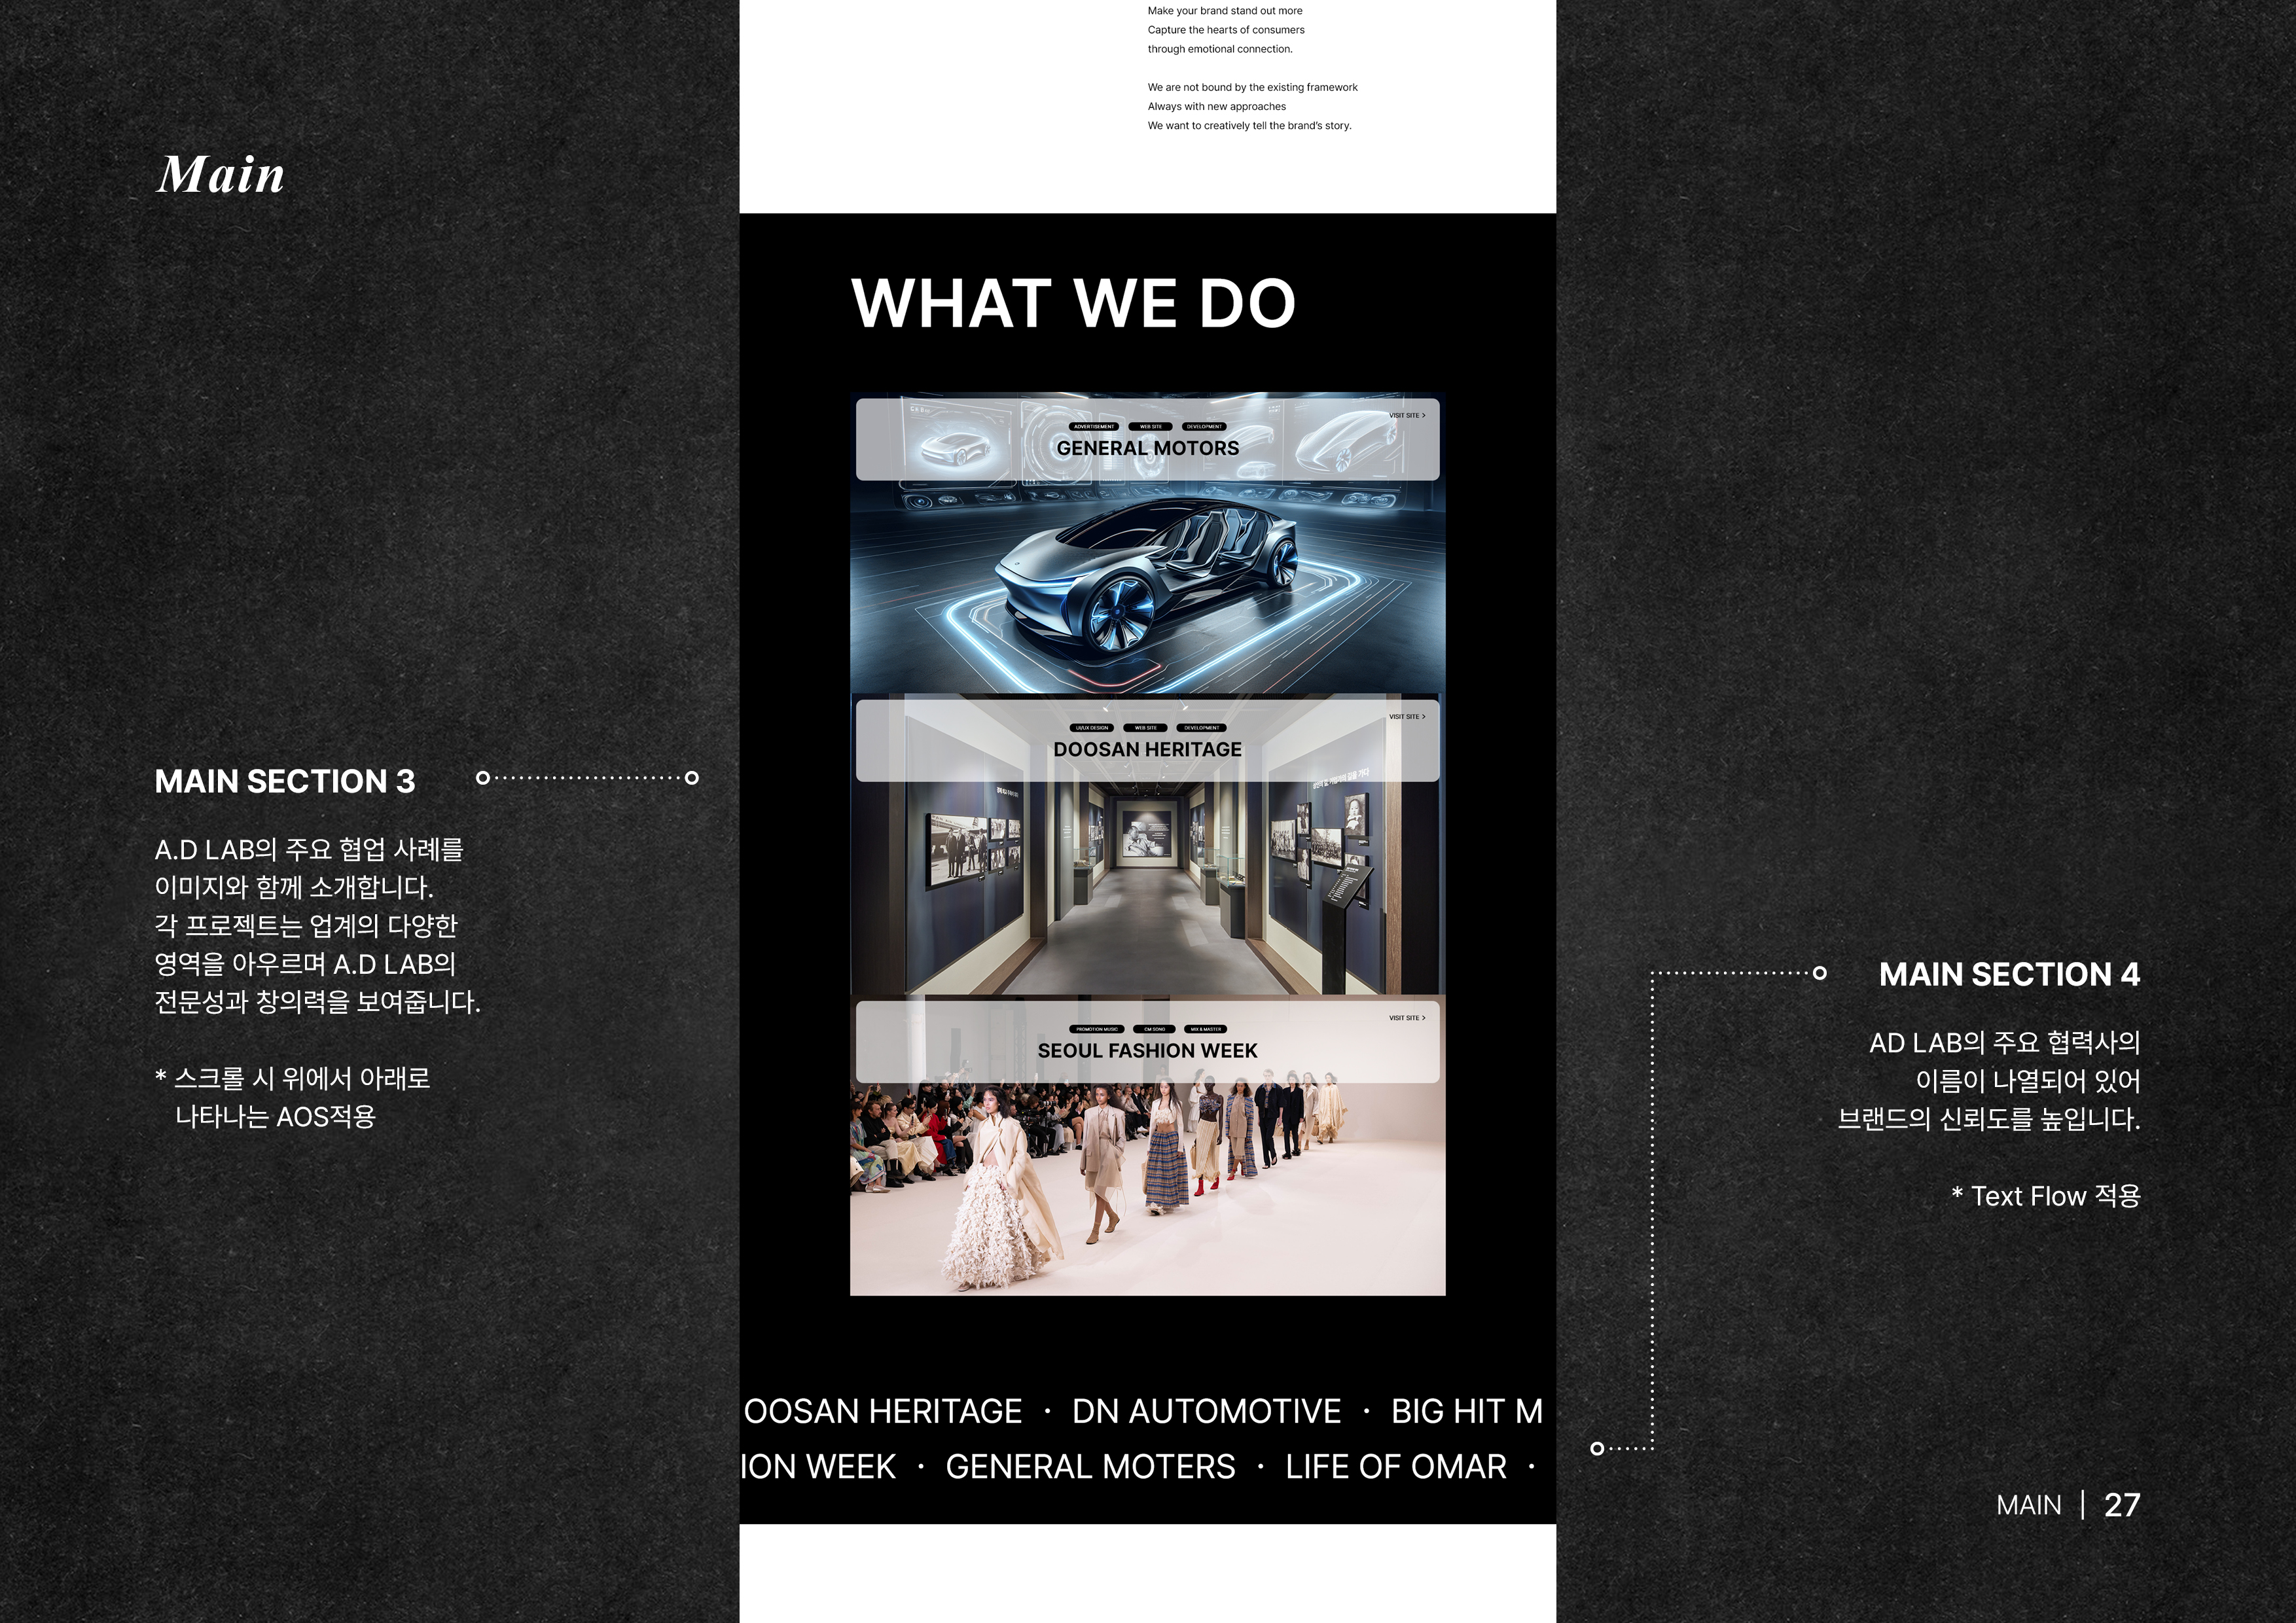 Make your brand stand out more
Capture the hearts of consumers
through emotional connection.
We are not bound by the existing framework
Always with new approaches
We want to creatively tell the brand's story.
Main
WHAT WE DO
VISIT SITE >
ADVERTISEMENT WEB SITE DEVELOPMENT
GENERAL MOTORS
VISIT SITE >
UI/UX DESIGN WEB SITE DEVELOPMENT
DOOSAN HERITAGE
VISIT SITE >
PROMOTION MUSIC CM SONG MIX & MASTER
SEOUL FASHION WEEK
OOSAN HERITAGE · DN AUTOMOTIVE · BIG HIT M
ION WEEK · GENERAL MOTERS · LIFE OF OMAR ·
MAIN SECTION 3
A.D LAB의 주요 협업 사례를
이미지와 함께 소개합니다.
각 프로젝트는 업계의 다양한
영역을 아우르며 A.D LAB의
전문성과 창의력을 보여줍니다.
* 스크롤 시 위에서 아래로
나타나는 AOS적용
MAIN SECTION 4
AD LAB의 주요 협력사의
이름이 나열되어 있어
브랜드의 신뢰도를 높입니다.
* Text Flow 적용
MAIN | 27